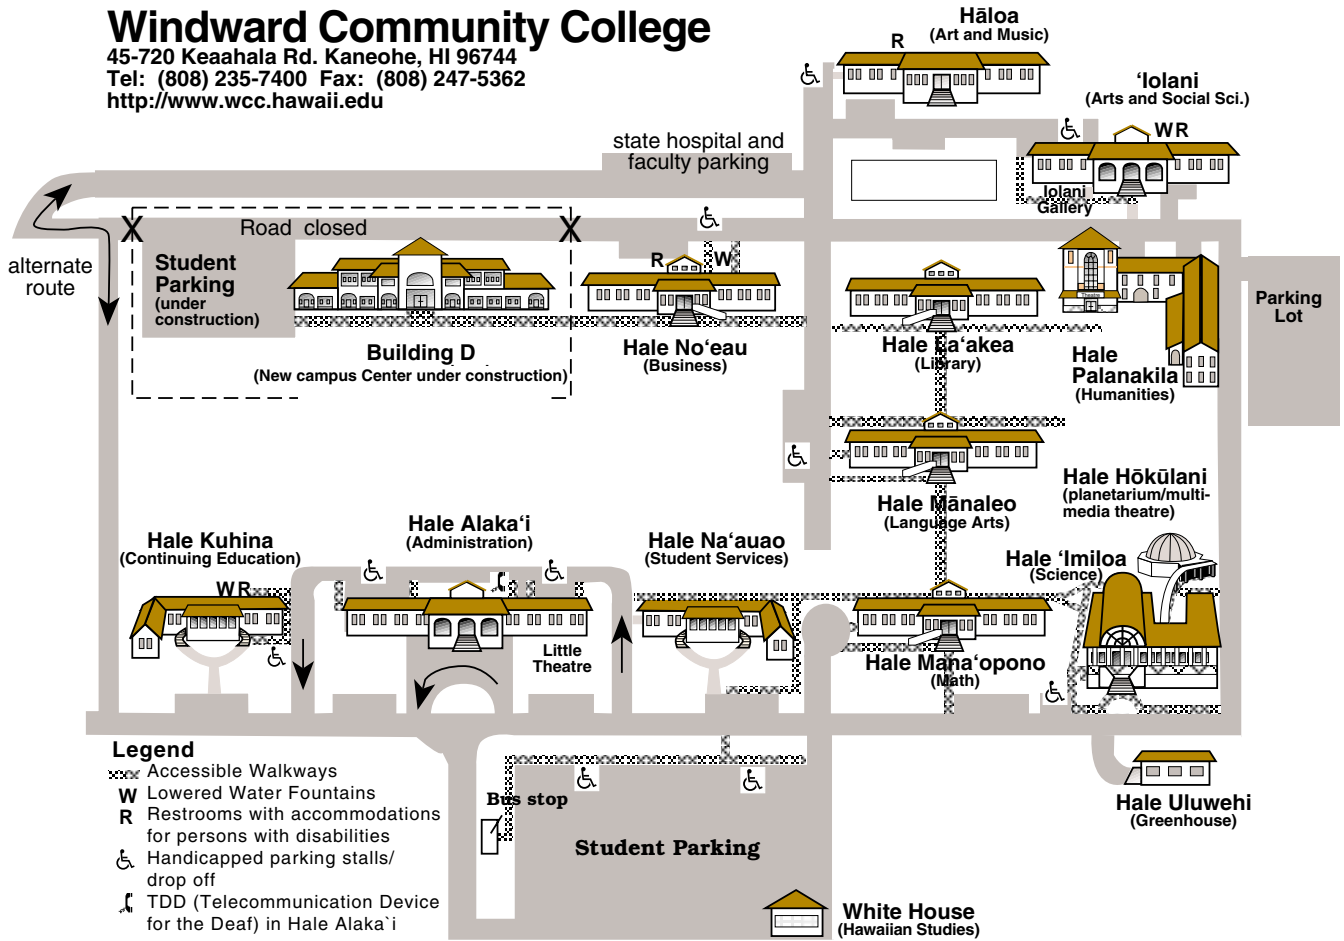 Windward Community College
45-720 Keaahala Rd. Kaneohe, HI 96744
Tel: (808) 235-7400 Fax: (808) 247-5362
http://www.wcc.hawaii.edu
Hāloa
(Art and Music)
R
ʻIolani
(Arts and Social Sci.)
W R
Iolani
Gallery
state hospital and
faculty parking
X
Road closed
X
alternate
route
Student
Parking
(under
construction)
Building D
(New campus Center under construction)
R
W
Hale Noʻeau
(Business)
Hale Laʻakea
(Library)
Theatre
Hale
Palanakila
(Humanities)
Parking
Lot
Hale Mānaleo
(Language Arts)
Hale Hōkūlani
(planetarium/multi-
media theatre)
Hale Kuhina
(Continuing Education)
W R
Hale Alakaʻi
(Administration)
Little
Theatre
Hale Naʻauao
(Student Services)
Hale ʻImiloa
(Science)
Hale Manaʻopono
(Math)
Legend
Accessible Walkways
W Lowered Water Fountains
R Restrooms with accommodations
for persons with disabilities
Handicapped parking stalls/
drop off
TDD (Telecommunication Device
for the Deaf) in Hale Alaka`i
Bus stop
Student Parking
Hale Uluwehi
(Greenhouse)
White House
(Hawaiian Studies)